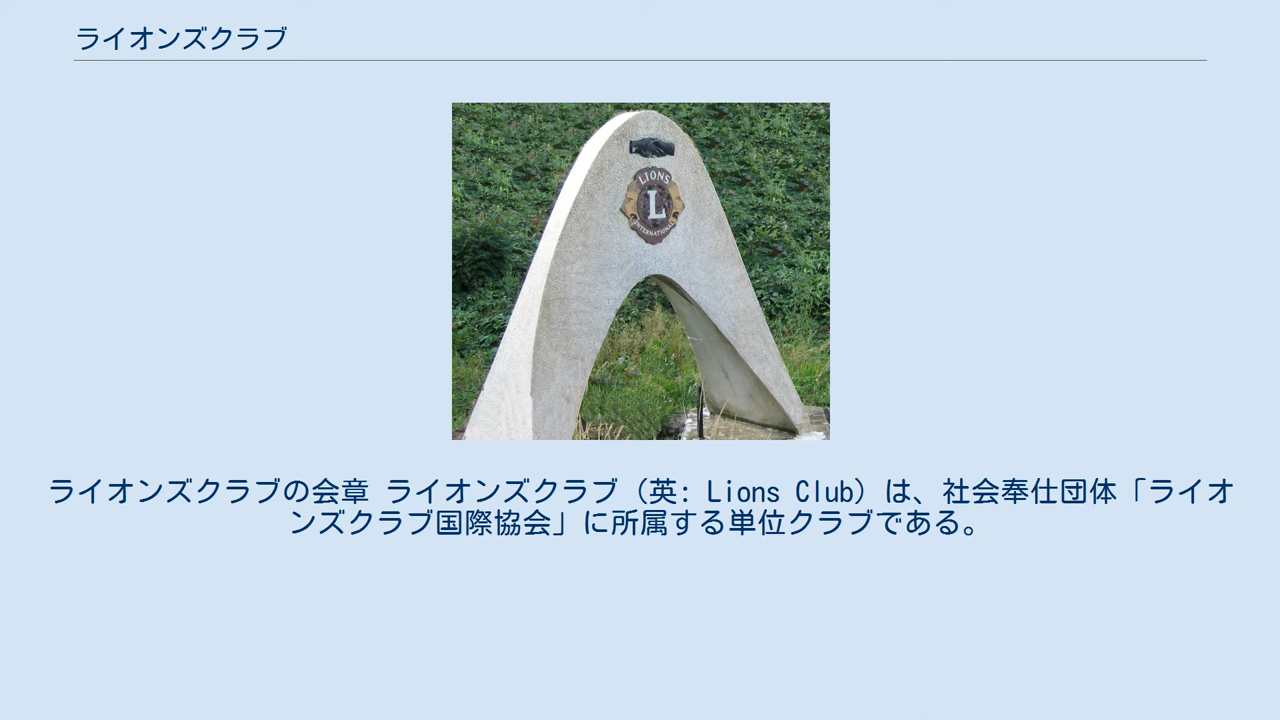 ライオンズクラブ
LIONS
L
INTERNATIONAL
ライオンズクラブの会章 ライオンズクラブ（英: Lions Club）は、社会奉仕団体「ライオ
ンズクラブ国際協会」に所属する単位クラブである。